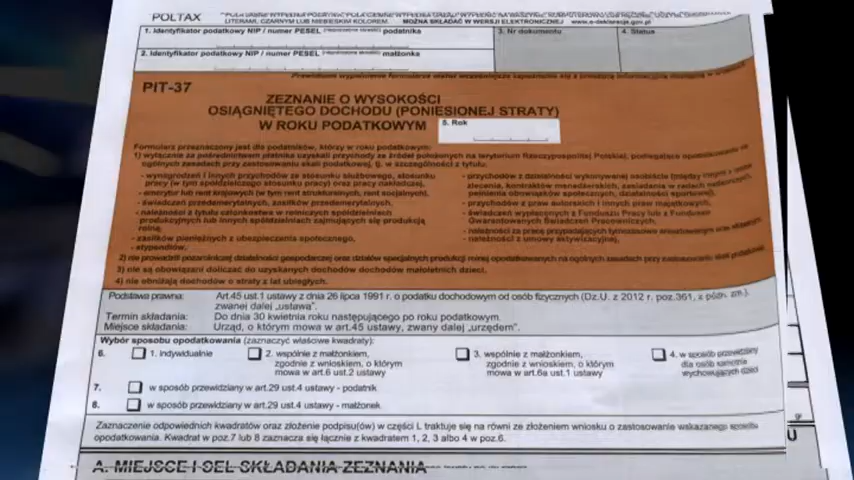 POLTAX
LITERAMI, CZARNYM LUB NIEBIESKIM KOLOREM. MOŻNA SKŁADAĆ W WERSJI ELEKTRONICZNEJ www.e-deklaracje.gov.pl
1. Identyfikator podatkowy NIP / numer PESEL podatnika
3. Nr dokumentu
4. Status
2. Identyfikator podatkowy NIP / numer PESEL małżonka
PIT-37
ZEZNANIE O WYSOKOŚCI
OSIĄGNIĘTEGO DOCHODU (PONIESIONEJ STRATY)
W ROKU PODATKOWYM
5. Rok
Formularz przeznaczony jest dla podatników, którzy w roku podatkowym:
1) wyłącznie za pośrednictwem płatnika uzyskali przychody ze źródeł położonych na terytorium Rzeczypospolitej Polskiej, podlegające opodatkowaniu na
ogólnych zasadach przy zastosowaniu skali podatkowej, tj. w szczególności z tytułu:
- wynagrodzeń i innych przychodów ze stosunku służbowego, stosunku
pracy (w tym spółdzielczego stosunku pracy) oraz pracy nakładczej,
- emerytur lub rent krajowych (w tym rent strukturalnych, rent socjalnych),
- świadczeń przedemerytalnych, zasiłków przedemerytalnych,
- należności z tytułu członkostwa w rolniczych spółdzielniach
produkcyjnych lub innych spółdzielniach zajmujących się produkcją
rolną,
- zasiłków pieniężnych z ubezpieczenia społecznego,
- stypendiów,
- przychodów z działalności wykonywanej osobiście (między innymi z umów
zlecenia, kontraktów menedżerskich, zasiadania w radach nadzorczych,
pełnienia obowiązków społecznych, działalności sportowej),
- przychodów z praw autorskich i innych praw majątkowych,
- świadczeń wypłaconych z Funduszu Pracy lub z Funduszu
Gwarantowanych Świadczeń Pracowniczych,
- należności za pracę przypadających tymczasowo aresztowanym oraz skazanym,
- należności z umowy aktywizacyjnej,
2) nie prowadzili pozarolniczej działalności gospodarczej oraz działów specjalnych produkcji rolnej opodatkowanych na ogólnych zasadach przy zastosowaniu skali podatkowej,
3) nie są obowiązani doliczać do uzyskanych dochodów dochodów małoletnich dzieci,
4) nie obniżają dochodów o straty z lat ubiegłych.
Podstawa prawna: Art.45 ust.1 ustawy z dnia 26 lipca 1991 r. o podatku dochodowym od osób fizycznych (Dz.U. z 2012 r. poz.361, z późn. zm.),
zwanej dalej „ustawą”.
Termin składania: Do dnia 30 kwietnia roku następującego po roku podatkowym.
Miejsce składania: Urząd, o którym mowa w art.45 ustawy, zwany dalej „urzędem”.
Wybór sposobu opodatkowania (zaznaczyć właściwe kwadraty):
6. 1. indywidualnie
2. wspólnie z małżonkiem,
zgodnie z wnioskiem, o którym
mowa w art.6 ust.2 ustawy
3. wspólnie z małżonkiem,
zgodnie z wnioskiem, o którym
mowa w art.6a ust.1 ustawy
4. w sposób przewidziany
dla osób samotnie
wychowujących dzieci
7. w sposób przewidziany w art.29 ust.4 ustawy - podatnik
8. w sposób przewidziany w art.29 ust.4 ustawy - małżonek
Zaznaczenie odpowiednich kwadratów oraz złożenie podpisu(ów) w części L traktuje się na równi ze złożeniem wniosku o zastosowanie wskazanego sposobu
opodatkowania. Kwadrat w poz.7 lub 8 zaznacza się łącznie z kwadratem 1, 2, 3 albo 4 w poz.6.
A. MIEJSCE I CEL SKŁADANIA ZEZNANIA